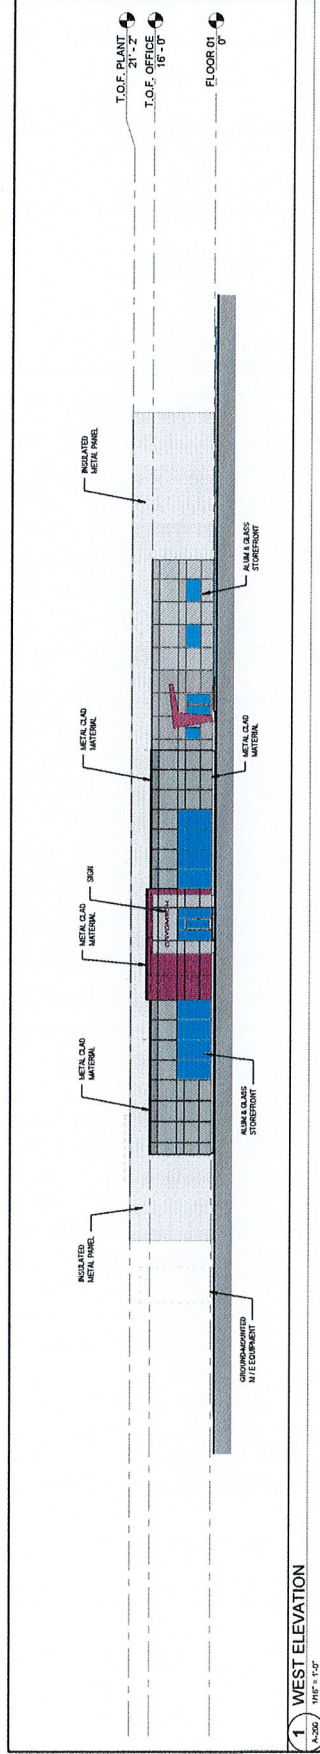 T.O.F. PLANT
21' - 2"
T.O.F. OFFICE
16' - 0"
FLOOR 01
0"
INSULATED
METAL PANEL
METAL CLAD
MATERIAL
METAL CLAD
MATERIAL
SIGN
METAL CLAD
MATERIAL
INSULATED
METAL PANEL
GROUND-MOUNTED
M / E EQUIPMENT
ALUM & GLASS
STOREFRONT
METAL CLAD
MATERIAL
ALUM & GLASS
STOREFRONT
1 WEST ELEVATION
A-200 1/16" = 1'-0"